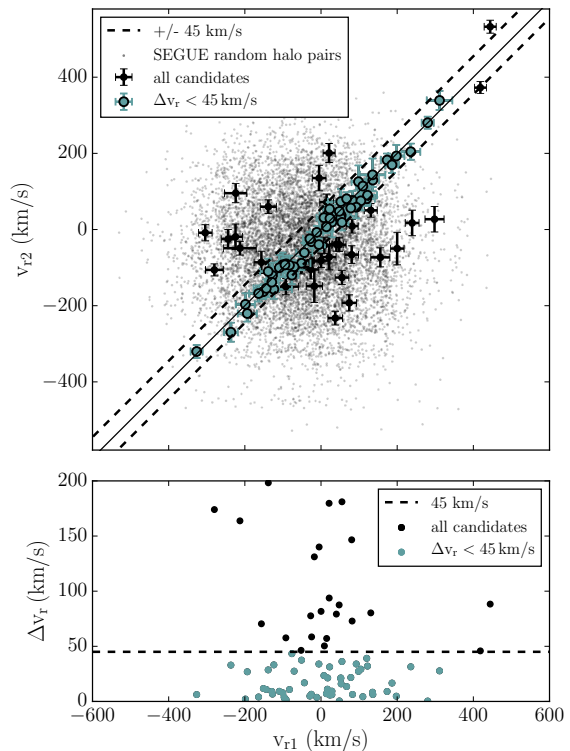 +/- 45 km/s
SEGUE random halo pairs
all candidates
Δvr < 45 km/s
400
200
0
−200
−400
vr2 (km/s)
200
150
100
50
0
Δvr (km/s)
45 km/s
all candidates
Δvr < 45 km/s
−600 −400 −200 0 200 400 600
vr1 (km/s)